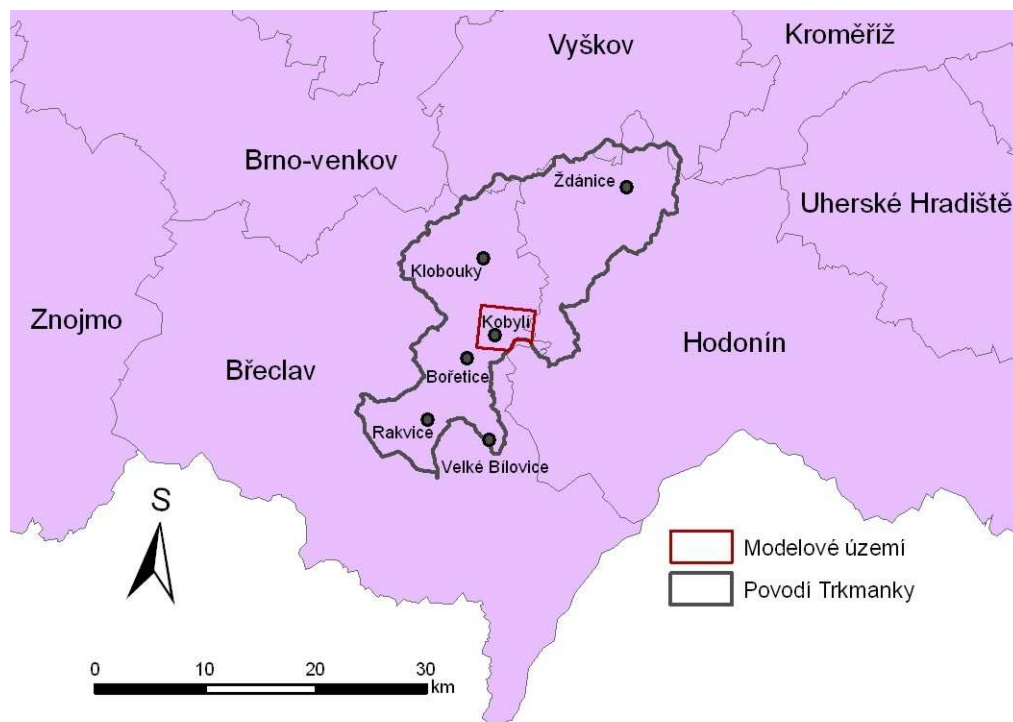 Vyškov
Kroměříž
Brno-venkov
Ždánice
Uherské Hradiště
Klobouky
Znojmo
Kobylí
Hodonín
Břeclav
Bořetice
Rakvice
Velké Bílovice
S
Modelové území
Povodí Trkmanky
0 10 20 30
km